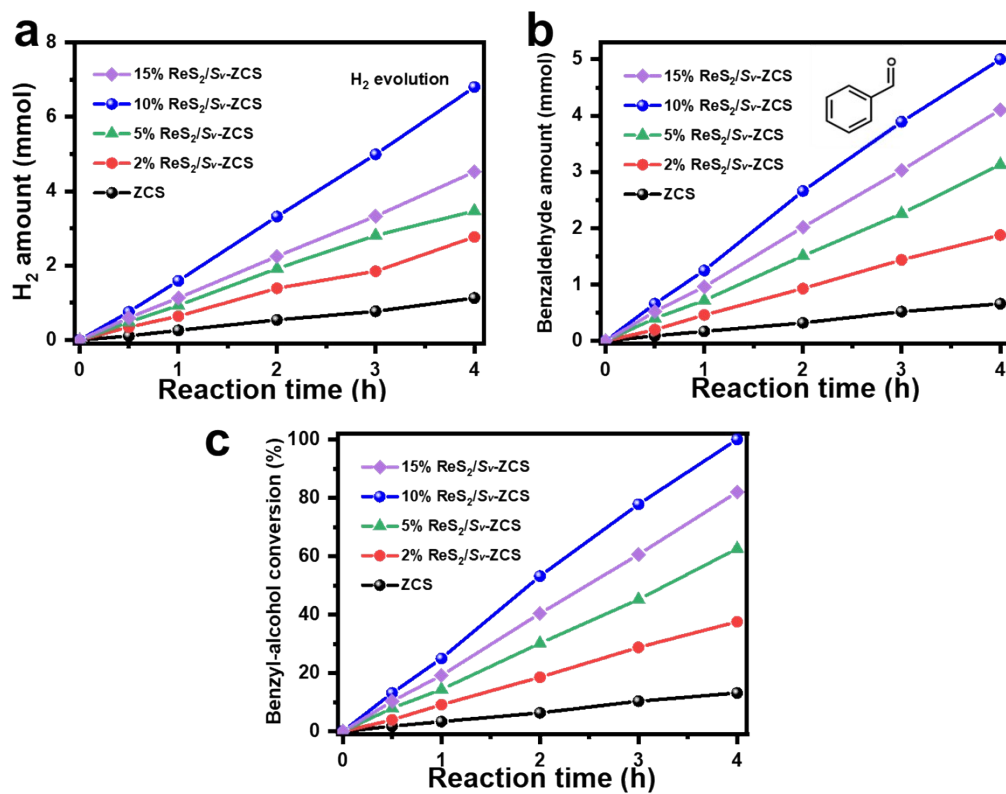 a
8
6
4
2
0
H₂ amount (mmol)
15% ReS₂/Sv-ZCS
10% ReS₂/Sv-ZCS
5% ReS₂/Sv-ZCS
2% ReS₂/Sv-ZCS
ZCS
H₂ evolution
0 1 2 3 4
Reaction time (h)
b
5
4
3
2
1
0
Benzaldehyde amount (mmol)
15% ReS₂/Sv-ZCS
10% ReS₂/Sv-ZCS
5% ReS₂/Sv-ZCS
2% ReS₂/Sv-ZCS
ZCS
O
0 1 2 3 4
Reaction time (h)
c
100
80
60
40
20
0
Benzyl-alcohol conversion (%)
15% ReS₂/Sv-ZCS
10% ReS₂/Sv-ZCS
5% ReS₂/Sv-ZCS
2% ReS₂/Sv-ZCS
ZCS
0 1 2 3 4
Reaction time (h)